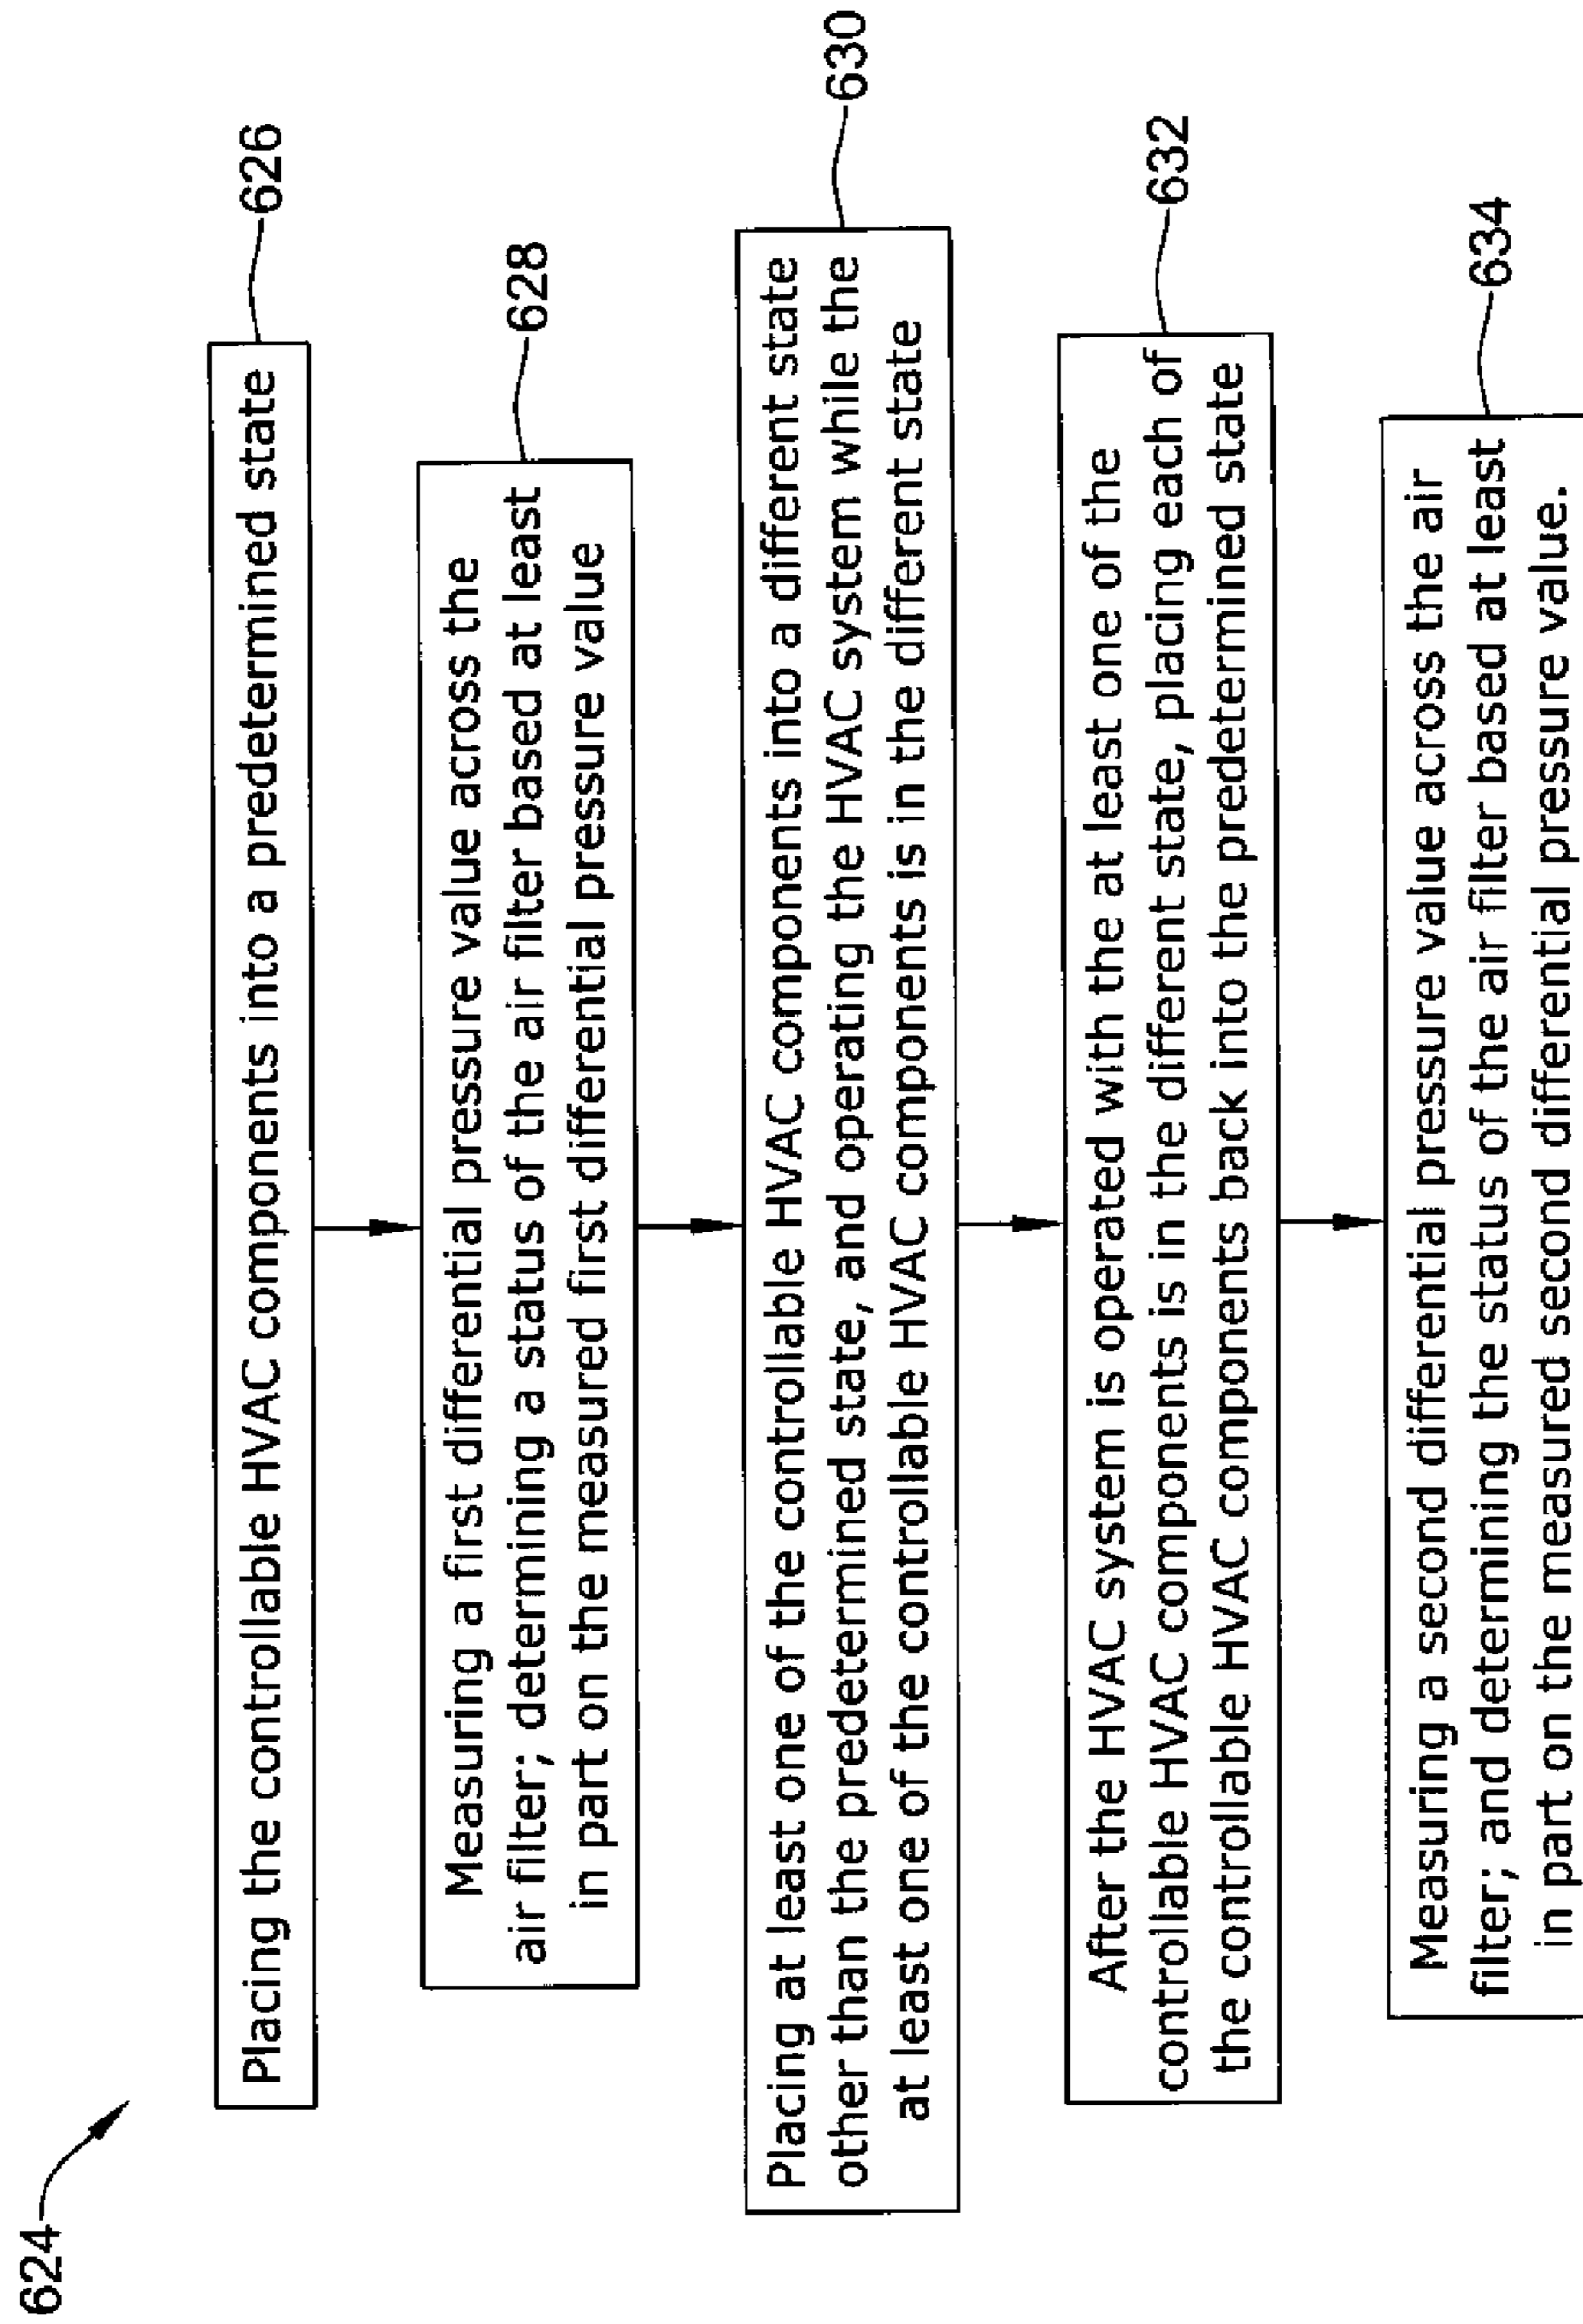 624
Placing the controllable HVAC components into a predetermined state
626
Measuring a first differential pressure value across the
air filter; determining a status of the air filter based at least
in part on the measured first differential pressure value
628
Placing at least one of the controllable HVAC components into a different state
other than the predetermined state, and operating the HVAC system while the
at least one of the controllable HVAC components is in the different state
630
After the HVAC system is operated with the at least one of the
controllable HVAC components is in the different state, placing each of
the controllable HVAC components back into the predetermined state
632
Measuring a second differential pressure value across the air
filter; and determining the status of the air filter based at least
in part on the measured second differential pressure value.
634